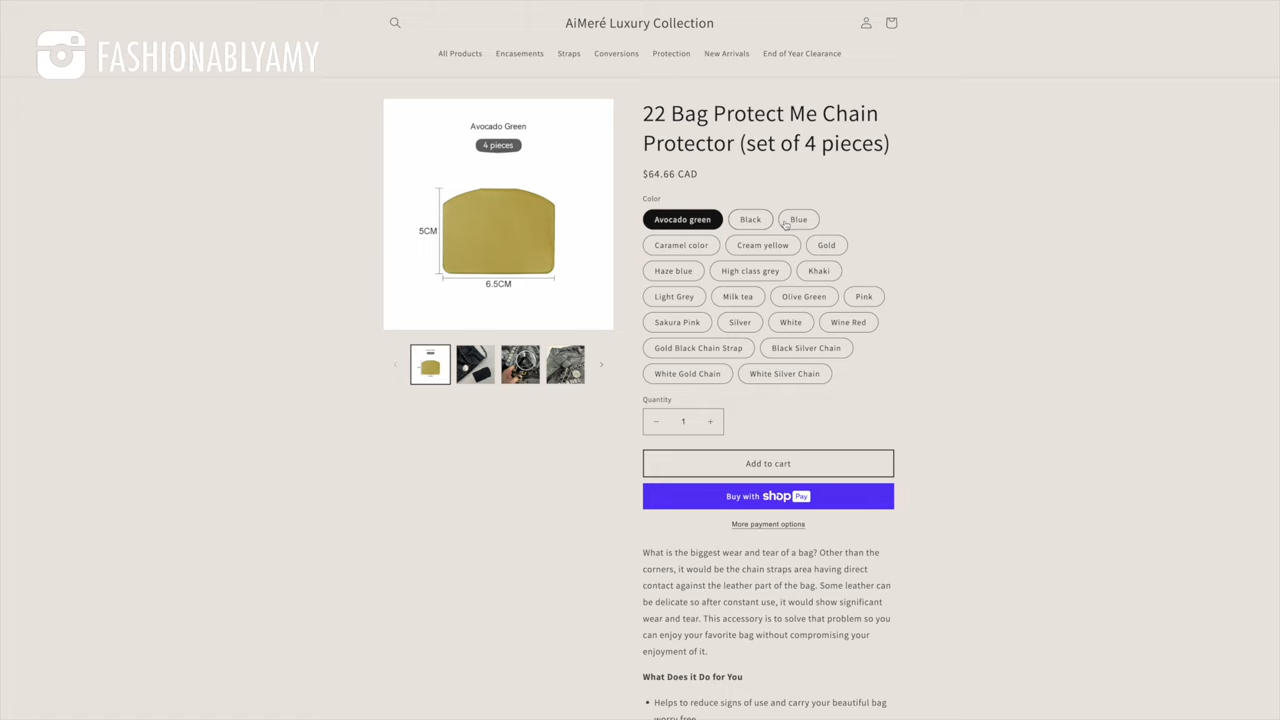 FASHIONABLYAMY
AiMeré Luxury Collection
All Products Encasements Straps Conversions Protection New Arrivals End of Year Clearance
Avocado Green
4 pieces
5CM
6.5CM
22 Bag Protect Me Chain
Protector (set of 4 pieces)
$64.66 CAD
Color
Avocado green Black Blue
Caramel color Cream yellow Gold
Haze blue High class grey Khaki
Light Grey Milk tea Olive Green Pink
Sakura Pink Silver White Wine Red
Gold Black Chain Strap Black Silver Chain
White Gold Chain White Silver Chain
Quantity
− 1 +
Add to cart
Buy with shop Pay
More payment options
What is the biggest wear and tear of a bag? Other than the
corners, it would be the chain straps area having direct
contact against the leather part of the bag. Some leather can
be delicate so after constant use, it would show significant
wear and tear. This accessory is to solve that problem so you
can enjoy your favorite bag without compromising your
enjoyment of it.
What Does it Do for You
• Helps to reduce signs of use and carry your beautiful bag
worry free